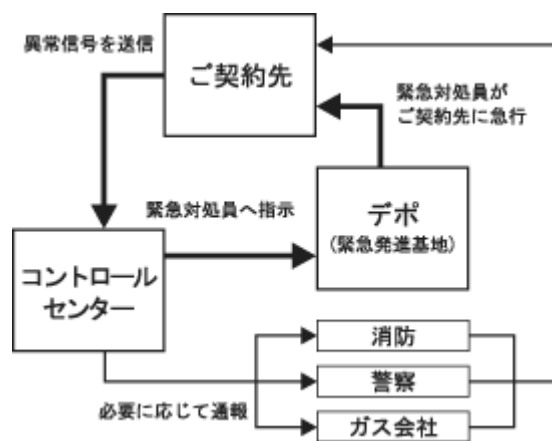 異常信号を送信
ご契約先
緊急対処員が
ご契約先に急行
緊急対処員へ指示
デポ
(緊急発進基地)
コントロール
センター
消防
警察
ガス会社
必要に応じて通報